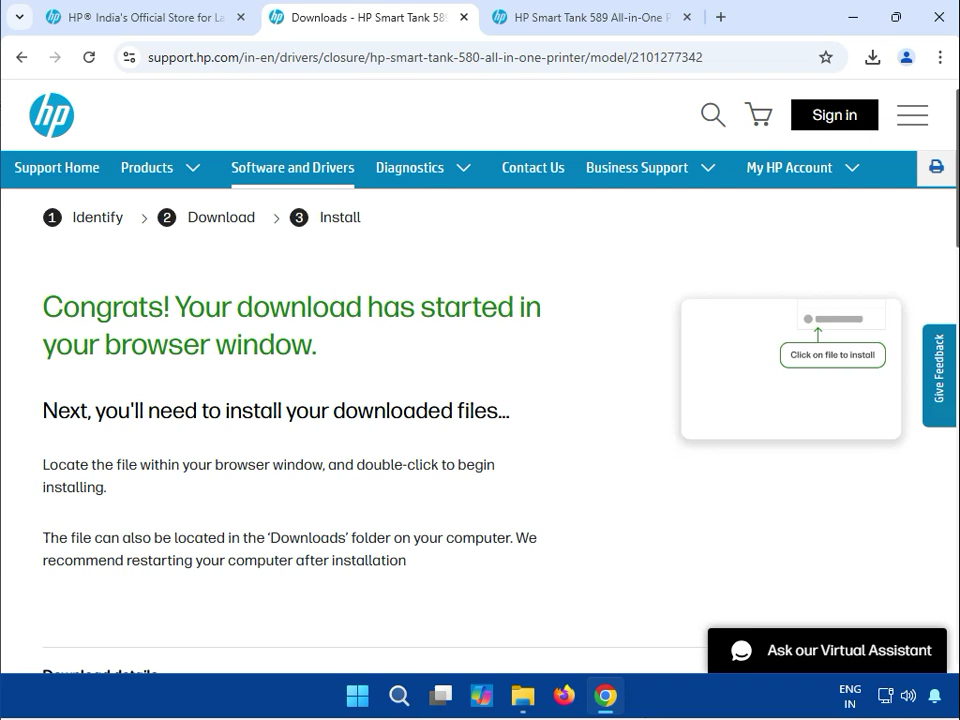 HP® India's Official Store for La
Downloads - HP Smart Tank 58
HP Smart Tank 589 All-in-One P
support.hp.com/in-en/drivers/closure/hp-smart-tank-580-all-in-one-printer/model/2101277342
hp
Sign in
Support Home
Products
Software and Drivers
Diagnostics
Contact Us
Business Support
My HP Account
1 Identify
2 Download
3 Install
Congrats! Your download has started in
your browser window.
Click on file to install
Give Feedback
Next, you'll need to install your downloaded files...
Locate the file within your browser window, and double-click to begin
installing.
The file can also be located in the 'Downloads' folder on your computer. We
recommend restarting your computer after installation
Ask our Virtual Assistant
Download details
ENG
IN